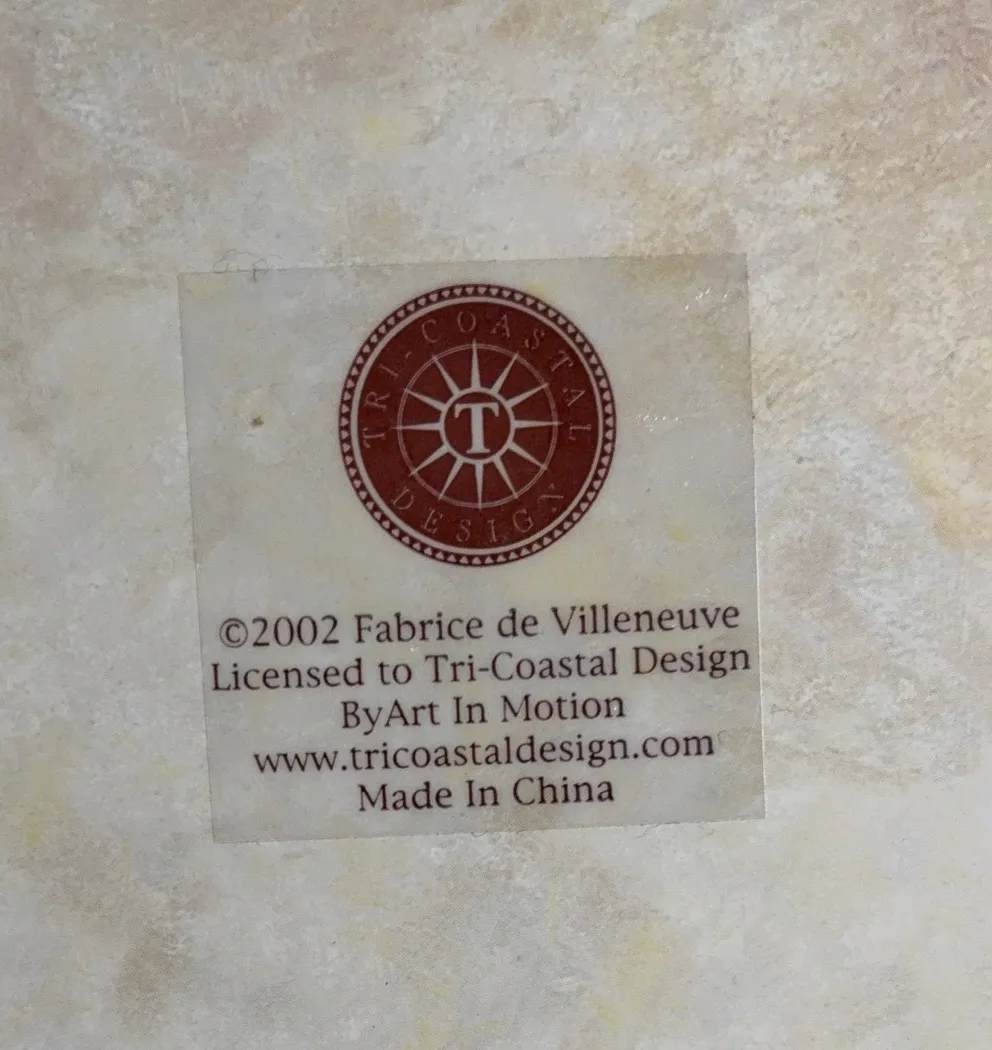 TRI-COASTAL
T
DESIGN
©2002 Fabrice de Villeneuve
Licensed to Tri-Coastal Design
ByArt In Motion
www.tricoastaldesign.com
Made In China